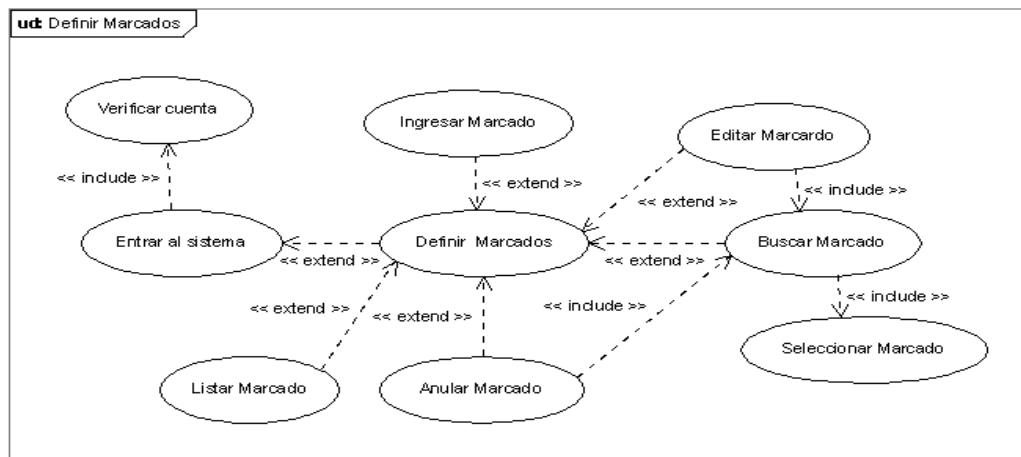 ud: Definir Marcados
Verificar cuenta
Ingresar Marcado
Editar Marcardo
<< include >>
<< extend >>
<< extend >>
<< include >>
Entrar al sistema
<< extend >>
Definir Marcados
<< extend >>
Buscar Marcado
<< extend >>
<< extend >>
<< include >>
<< include >>
Listar Marcado
Anular Marcado
Seleccionar Marcado